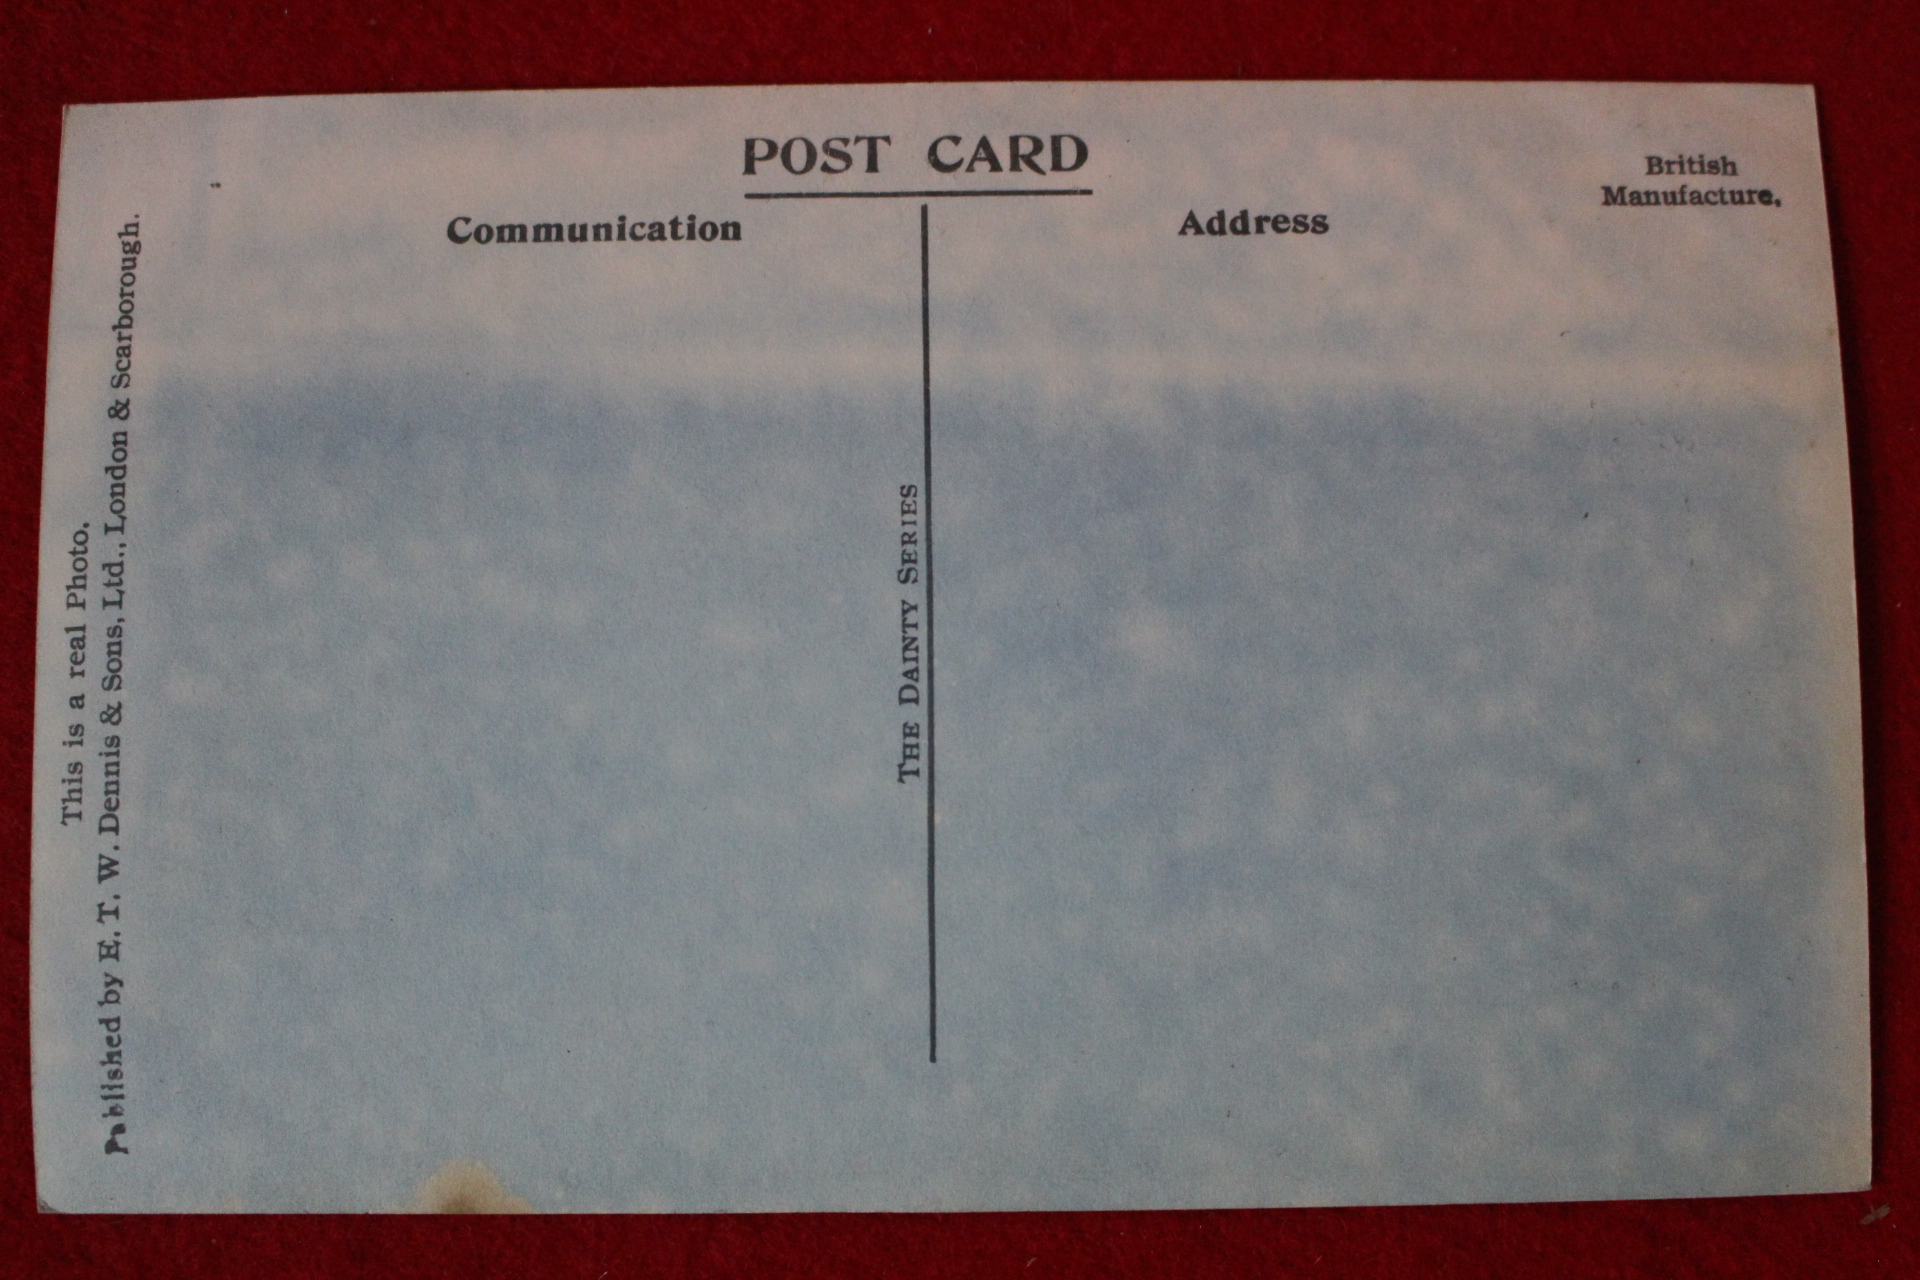 POST CARD
British
Manufacture,
Communication
Address
THE DAINTY SERIES
This is a real Photo.
Published by E. T. W. Dennis & Sons, Ltd., London & Scarborough.